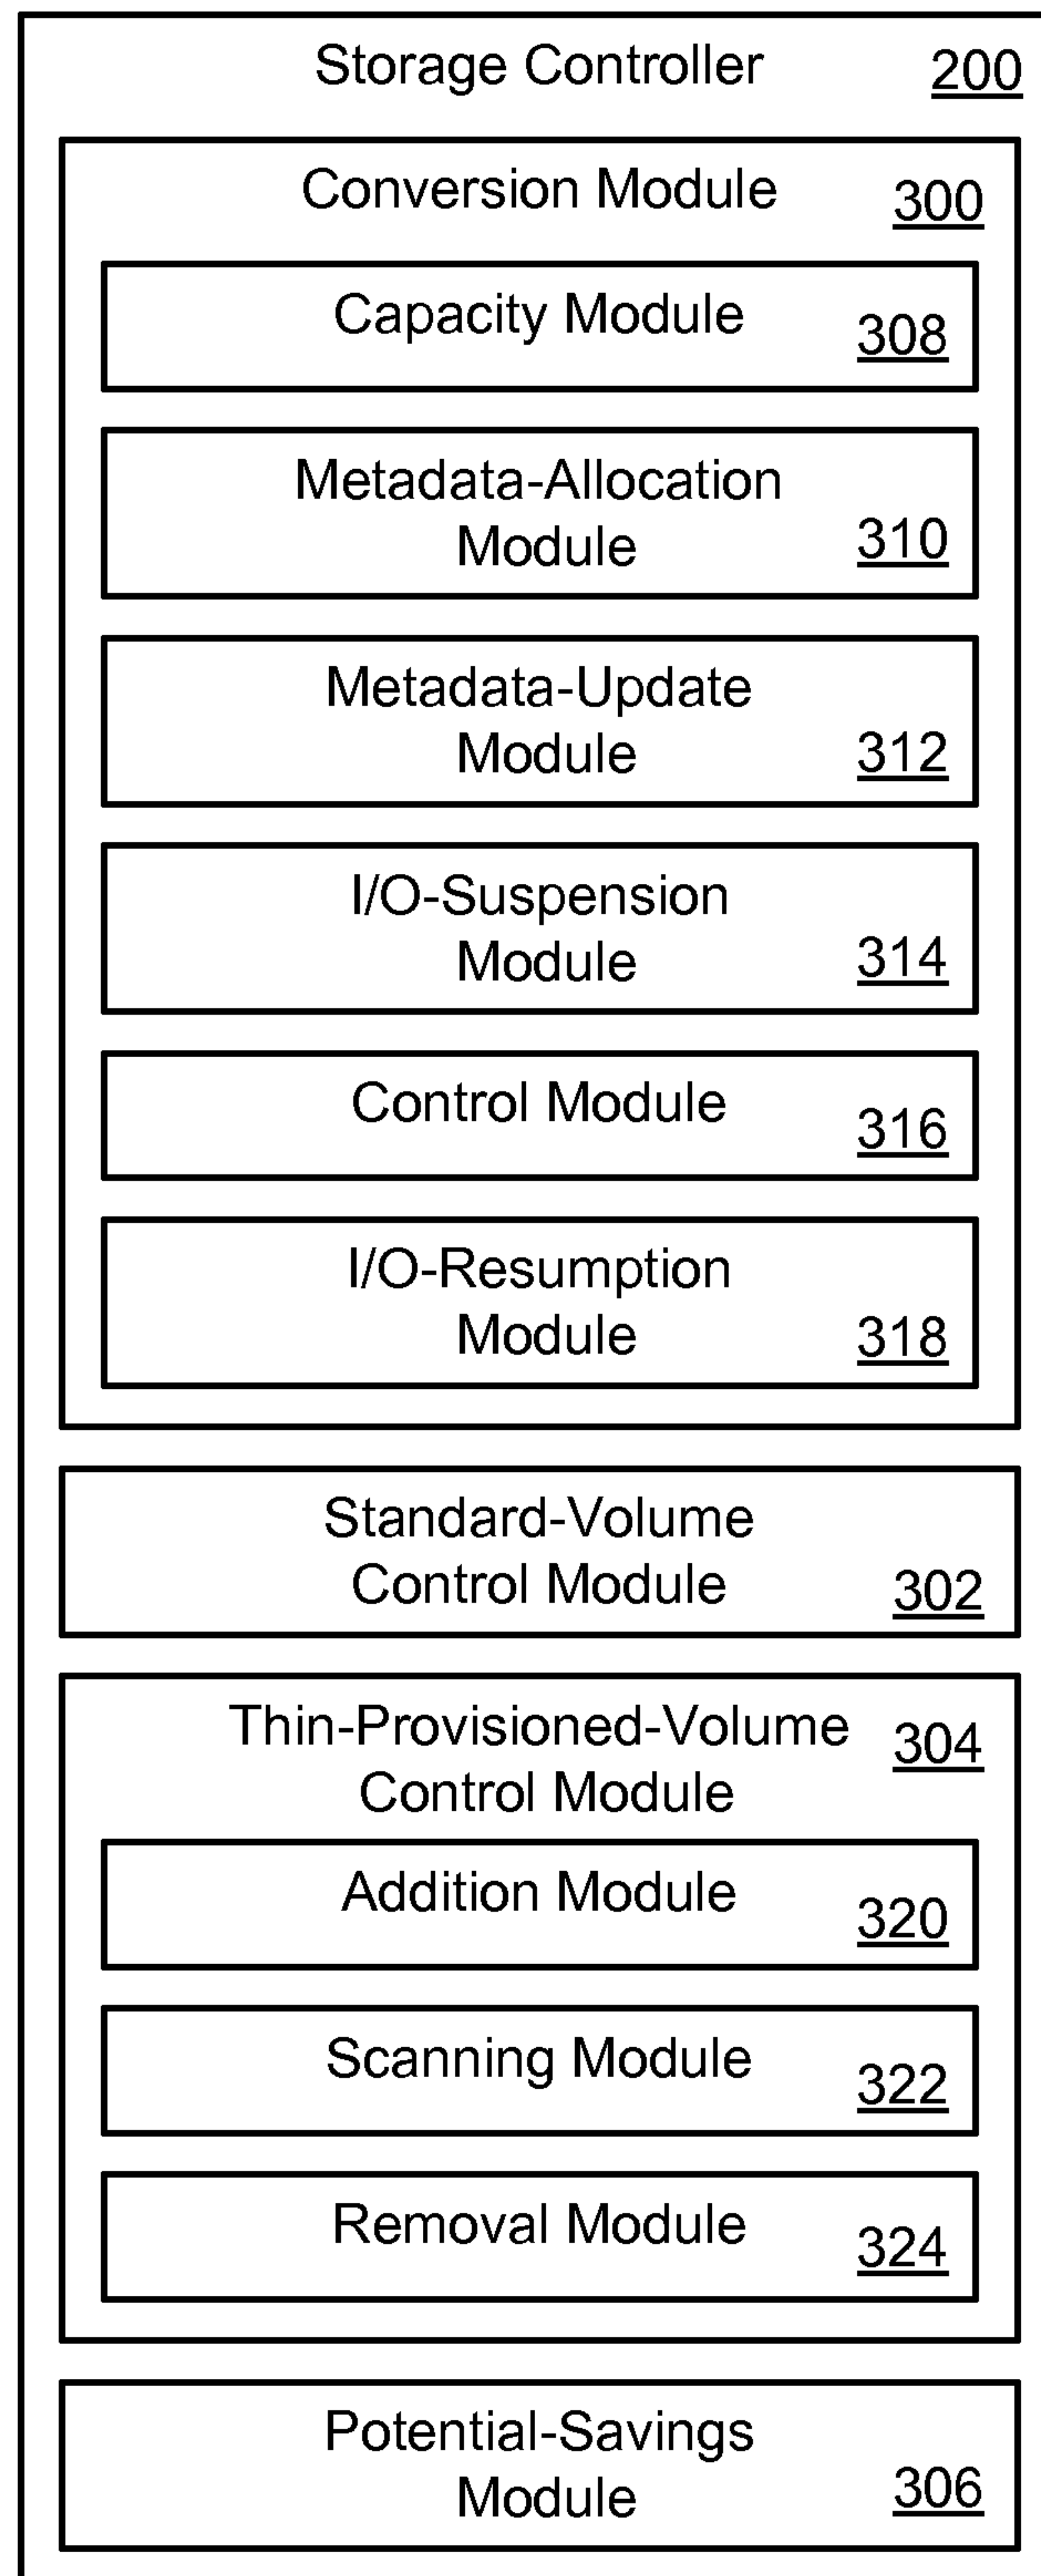 Storage Controller 200
Conversion Module 300
Capacity Module 308
Metadata-Allocation
Module 310
Metadata-Update
Module 312
I/O-Suspension
Module 314
Control Module 316
I/O-Resumption
Module 318
Standard-Volume
Control Module 302
Thin-Provisioned-Volume 304
Control Module
Addition Module 320
Scanning Module 322
Removal Module 324
Potential-Savings
Module 306